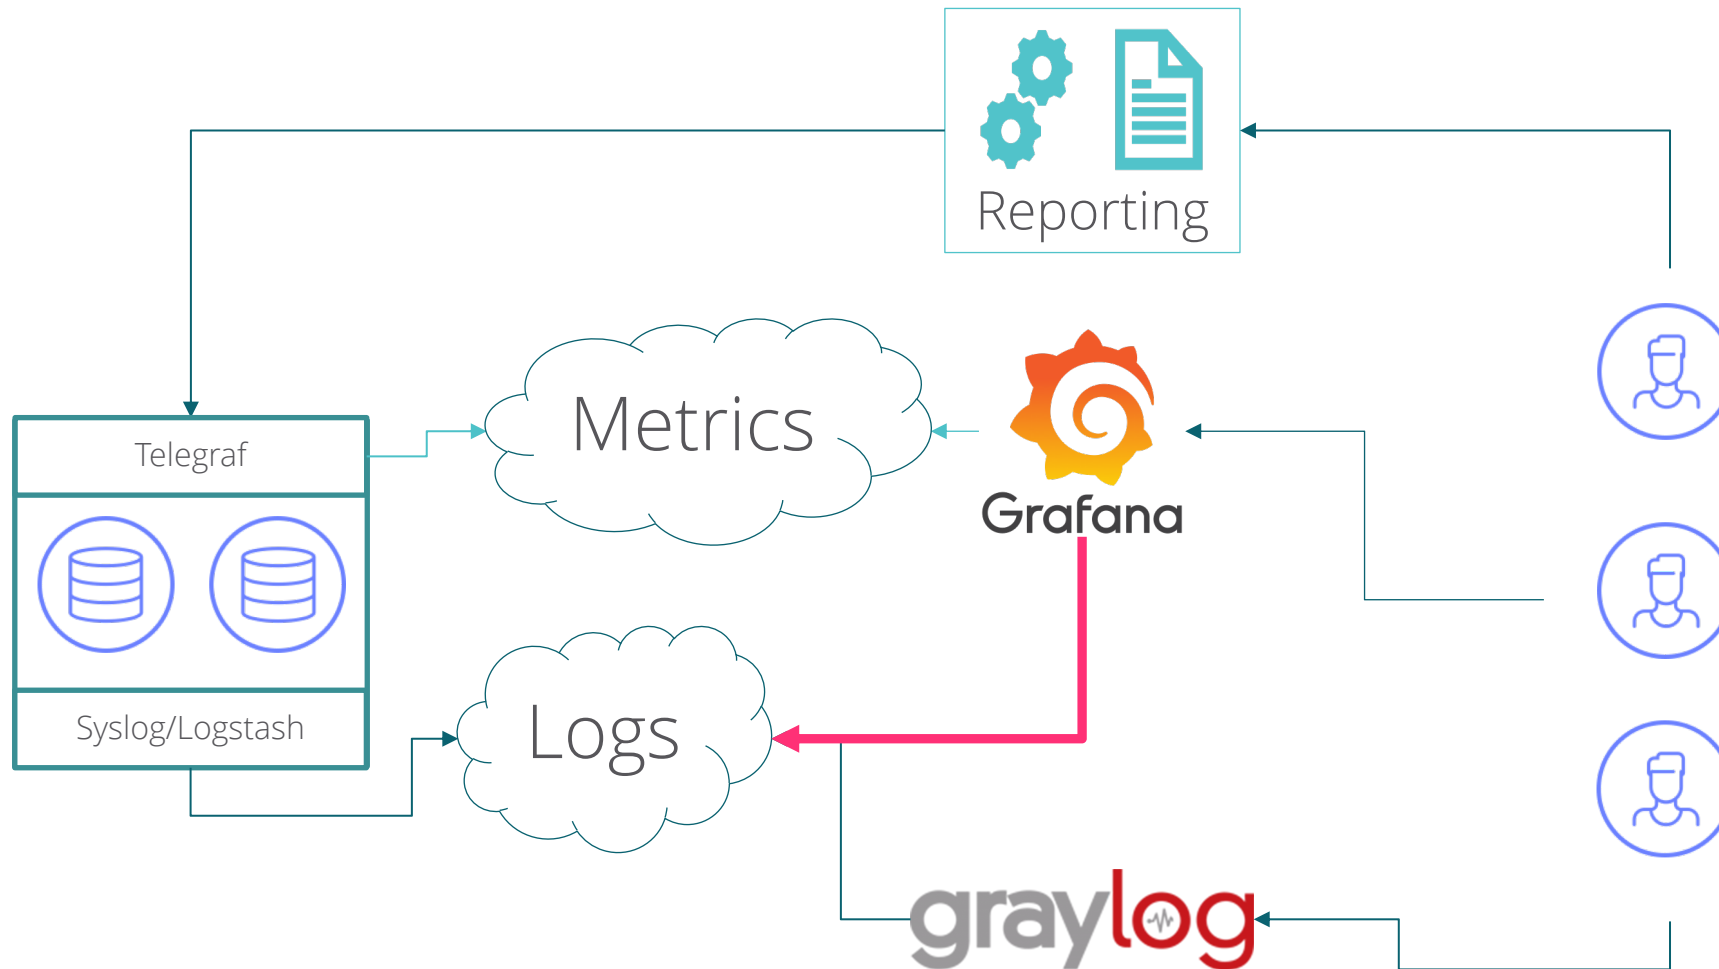 Reporting
Metrics
Telegraf
Grafana
Logs
Syslog/Logstash
graylog